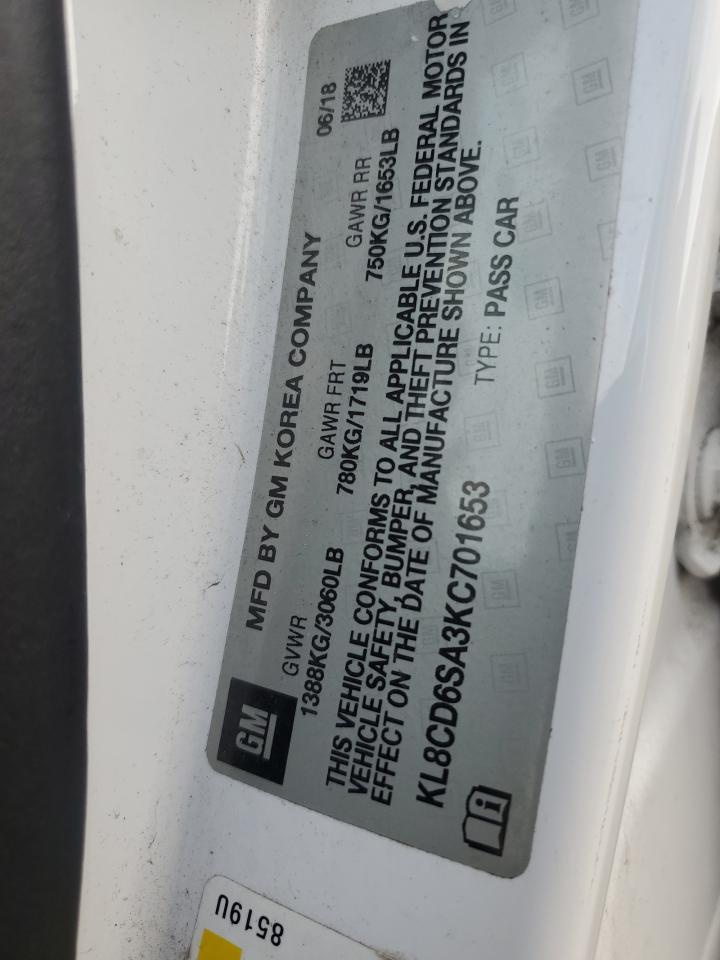 GM
MFD BY GM KOREA COMPANY
06/18
GVWR GAWR FRT GAWR RR
1388KG/3060LB 780KG/1719LB 750KG/1653LB
THIS VEHICLE CONFORMS TO ALL APPLICABLE U.S. FEDERAL MOTOR
VEHICLE SAFETY, BUMPER, AND THEFT PREVENTION STANDARDS IN
EFFECT ON THE DATE OF MANUFACTURE SHOWN ABOVE.
KL8CD6SA3KC701653 TYPE: PASS CAR
i
8519U